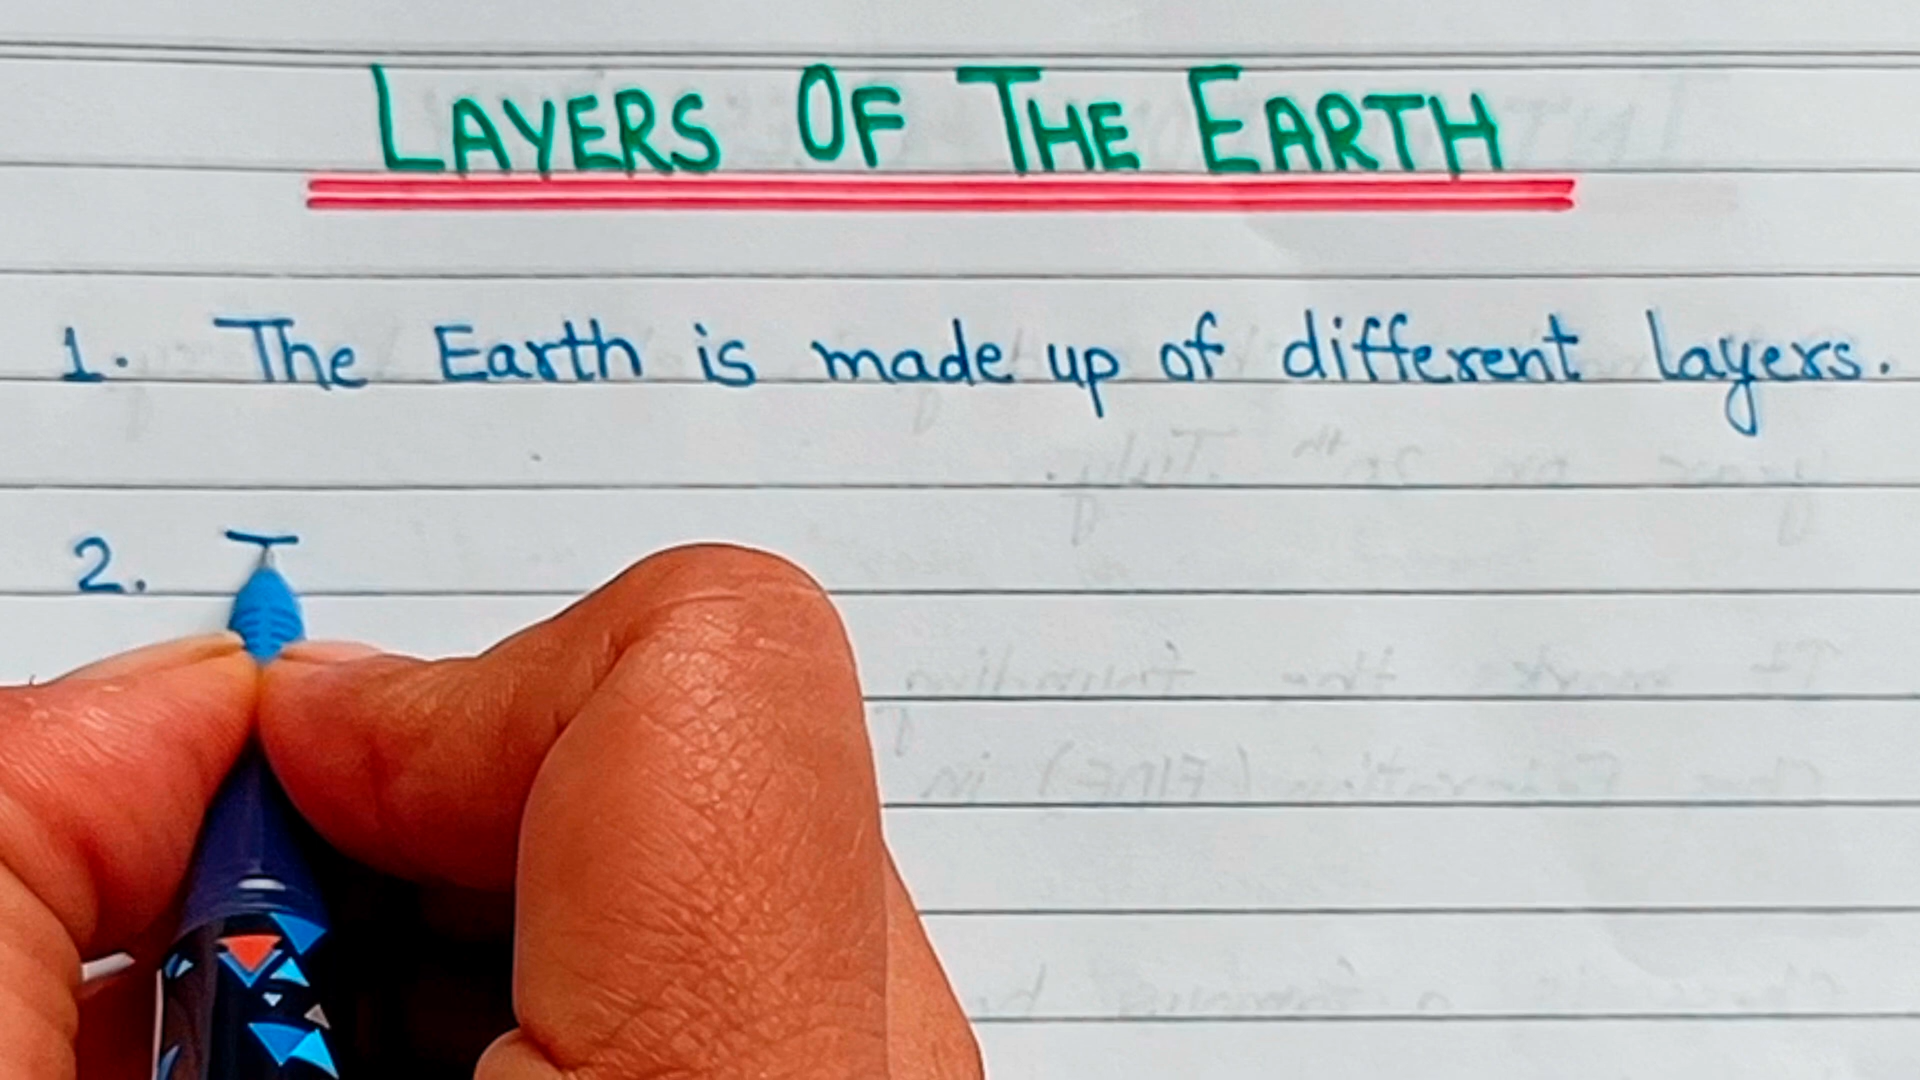 LAYERS OF THE EARTH
1. The Earth is made up of different layers.
2. T